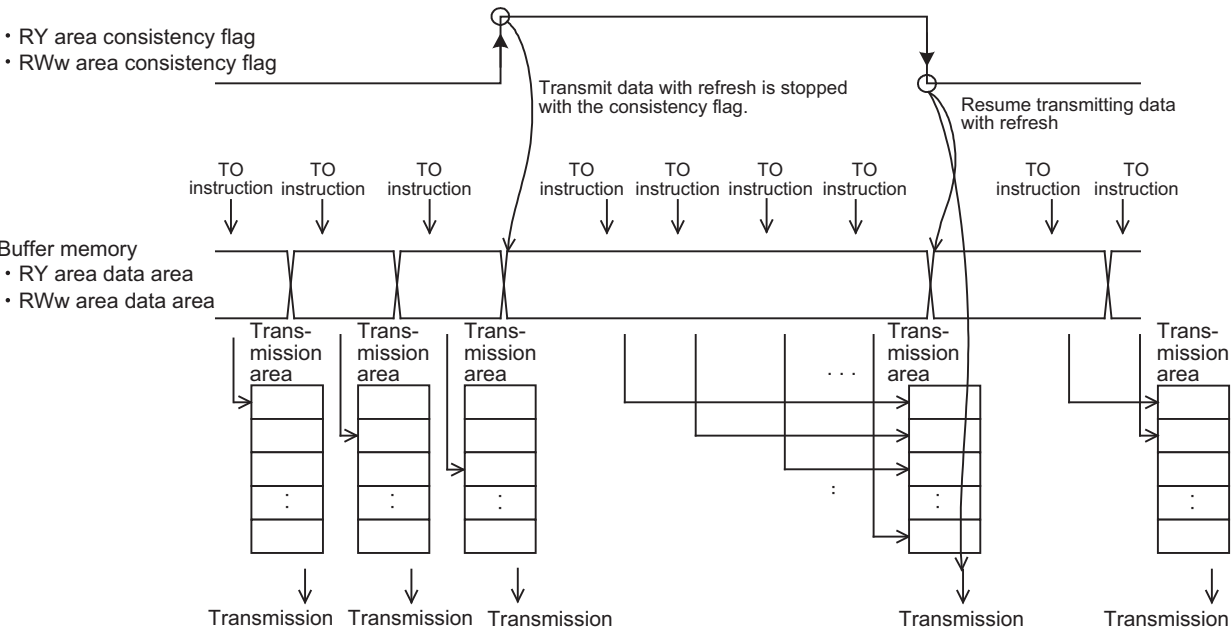 ・RY area consistency flag
・RWw area consistency flag
Transmit data with refresh is stopped
with the consistency flag.
Resume transmitting data
with refresh
TO
instruction
TO
instruction
TO
instruction
TO
instruction
TO
instruction
TO
instruction
TO
instruction
TO
instruction
TO
instruction
Buffer memory
・RY area data area
・RWw area data area
Trans-
mission
area
Trans-
mission
area
Trans-
mission
area
. . .
Trans-
mission
area
Trans-
mission
area
:
:
:
:
:
:
Transmission
Transmission
Transmission
Transmission
Transmission